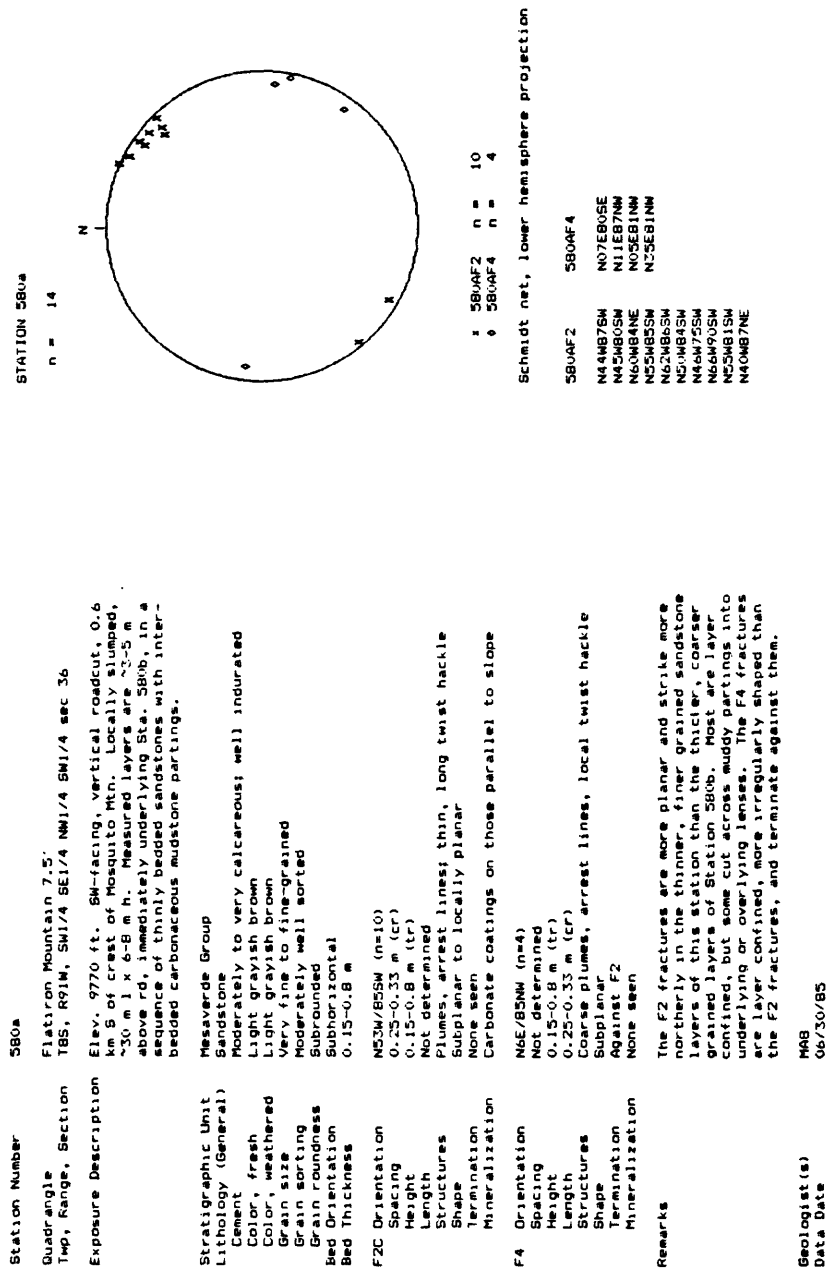 Station Number 580a
Quadrangle Flatiron Mountain 7.5'
Twp, Range, Section T8S, R91W, SW1/4 SE1/4 NW1/4 SW1/4 sec 36
Exposure Description Elev. 9770 ft. SW-facing, vertical roadcut, 0.6
km S of crest of Mosquito Mtn. Locally slumped,
~30 m l x 6-8 m h. Measured layers are ~3-5 m
above rd, immediately underlying Sta. 580b, in a
sequence of thinly bedded sandstones with inter-
bedded carbonaceous mudstone partings.
Stratigraphic Unit Mesaverde Group
Lithology (General) Sandstone
Cement Moderately to very calcareous; well indurated
Color, fresh Light grayish brown
Color, weathered Light grayish brown
Grain size Very fine to fine-grained
Grain sorting Moderately well sorted
Grain roundness Subrounded
Bed Orientation Subhorizontal
Bed Thickness 0.15-0.8 m
F2C Orientation N53W/85SW (n=10)
Spacing 0.25-0.33 m (cr)
Height 0.15-0.8 m (tr)
Length Not determined
Structures Plumes, arrest lines; thin, long twist hackle
Shape Subplanar to locally planar
Termination None seen
Mineralization Carbonate coatings on those parallel to slope
F4 Orientation N6E/85NW (n=4)
Spacing Not determined
Height 0.15-0.8 m (tr)
Length 0.25-0.33 m (cr)
Structures Coarse plumes, arrest lines, local twist hackle
Shape Subplanar
Termination Against F2
Mineralization None seen
Remarks The F2 fractures are more planar and strike more
northerly in the thinner, finer grained sandstone
layers of this station than the thicker, coarser
grained layers of Station 580b. Most are layer
confined, but some cut across muddy partings into
underlying or overlying lenses. The F4 fractures
are layer confined, more irregularly shaped than
the F2 fractures, and terminate against them.
Geologist(s) MAB
Data Date 06/30/85
STATION 580a
n = 14
N
x 580AF2 n = 10
◊ 580AF4 n = 4
Schmidt net, lower hemisphere projection
580AF2 580AF4
N44W87SW N07E80SE
N45W80SW N11E87NW
N60W84NE N05E81NW
N55W85SW N35E81NW
N62W86SW
N50W84SW
N46W75SW
N66W90SW
N55W81SW
N40W87NE